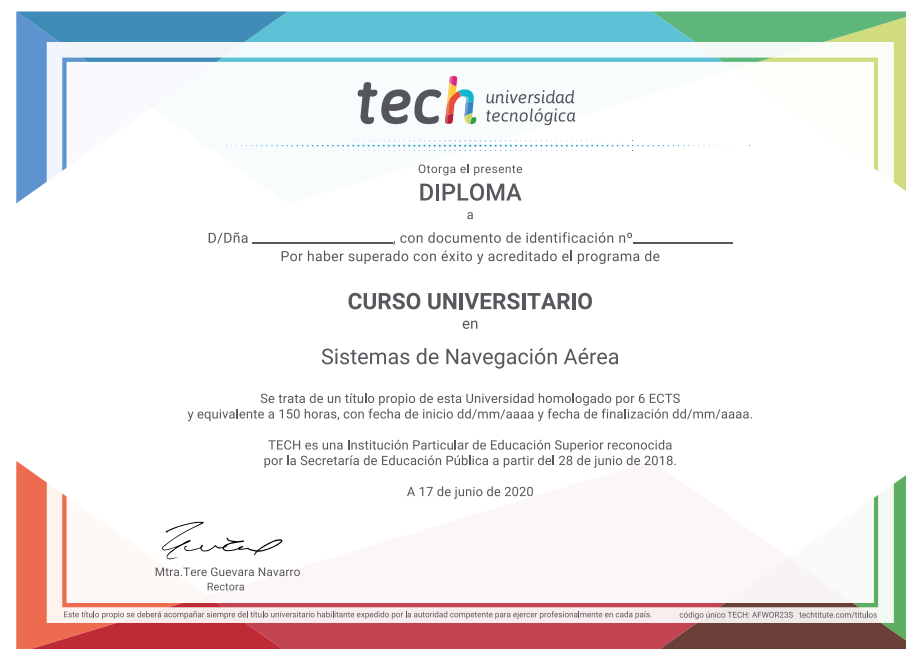 tech universidad
tecnológica
Otorga el presente
DIPLOMA
a
D/Dña ____________________, con documento de identificación nº______________
Por haber superado con éxito y acreditado el programa de
CURSO UNIVERSITARIO
en
Sistemas de Navegación Aérea
Se trata de un título propio de esta Universidad homologado por 6 ECTS
y equivalente a 150 horas, con fecha de inicio dd/mm/aaaa y fecha de finalización dd/mm/aaaa.
TECH es una Institución Particular de Educación Superior reconocida
por la Secretaría de Educación Pública a partir del 28 de junio de 2018.
A 17 de junio de 2020
Mtra.Tere Guevara Navarro
Rectora
Este título propio se deberá acompañar siempre del título universitario habilitante expedido por la autoridad competente para ejercer profesionalmente en cada país. código único TECH: AFWOR23S techtitute.com/titulos